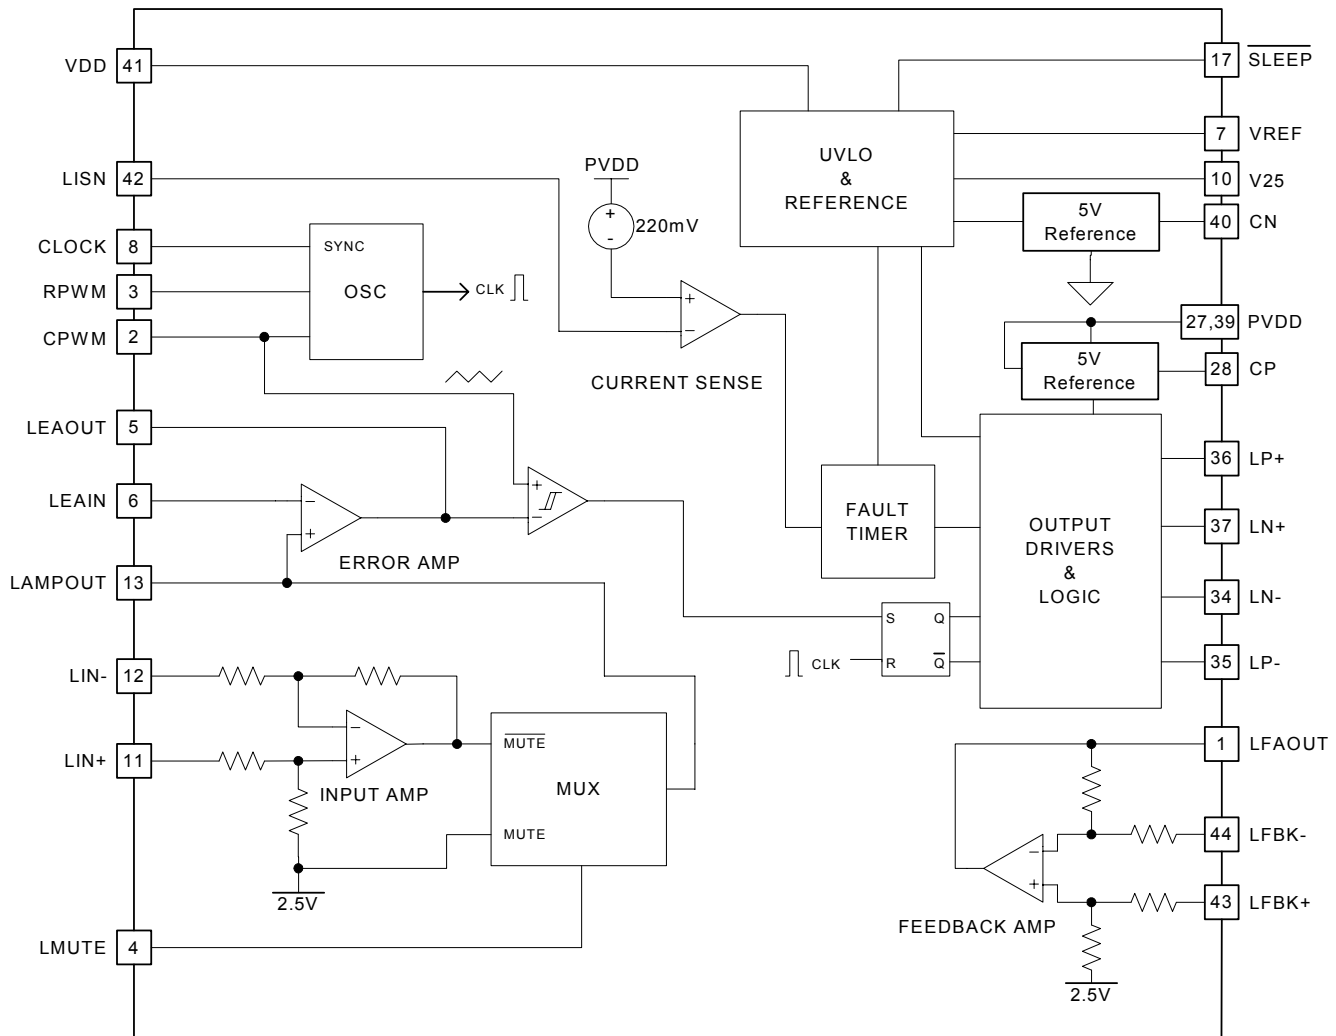 VDD 41
17 SLEEP
7 VREF
UVLO
&
REFERENCE
PVDD
LISN 42
10 V25
+
-
220mV
5V
Reference
40 CN
CLOCK 8
SYNC
RPWM 3
OSC
CLK
CPWM 2
+
−
27,39 PVDD
5V
Reference
28 CP
CURRENT SENSE
LEAOUT 5
36 LP+
LEAIN 6
−
+
ERROR AMP
+
−
FAULT
TIMER
OUTPUT
DRIVERS
&
LOGIC
37 LN+
LAMPOUT 13
34 LN-
S Q
CLK
R Q
35 LP-
LIN- 12
−
+
INPUT AMP
LIN+ 11
MUTE
MUX
MUTE
1 LFAOUT
44 LFBK-
−
+
43 LFBK+
FEEDBACK AMP
2.5V
LMUTE 4
2.5V